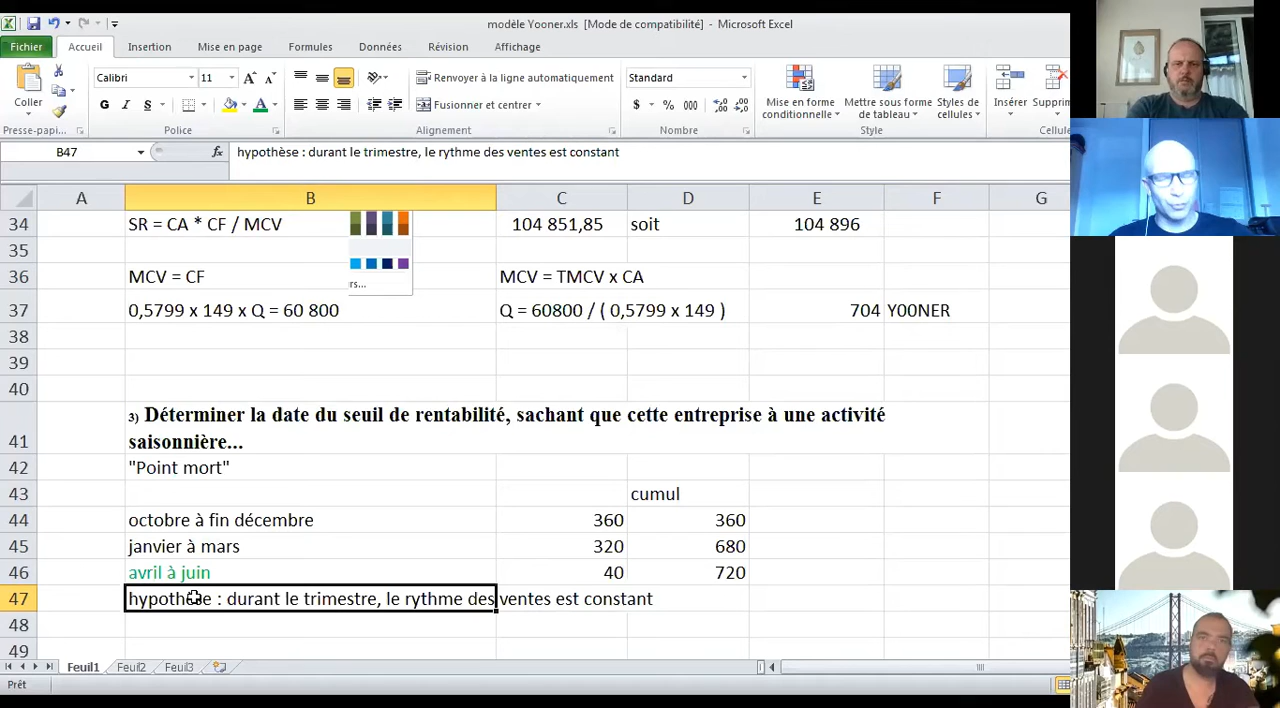 modèle Yooner.xls [Mode de compatibilité] - Microsoft Excel
Fichier Accueil Insertion Mise en page Formules Données Révision Affichage
Calibri 11 Renvoyer à la ligne automatiquement Standard
Coller G I S Fusionner et centrer $ % 000 Mise en forme conditionnelle Mettre sous forme de tableau Styles de cellules Insérer Supprim
Presse-papi... Police Alignement Nombre Style Cellule
B47 fx hypothèse : durant le trimestre, le rythme des ventes est constant
A B C D E F G
34 SR = CA * CF / MCV 104 851,85 soit 104 896
35
36 MCV = CF MCV = TMCV x CA
rs...
37 0,5799 x 149 x Q = 60 800 Q = 60800 / ( 0,5799 x 149 ) 704 Y00NER
38
39
40
3) Déterminer la date du seuil de rentabilité, sachant que cette entreprise à une activité
41 saisonnière...
42 "Point mort"
43 cumul
44 octobre à fin décembre 360 360
45 janvier à mars 320 680
46 avril à juin 40 720
47 hypothèse : durant le trimestre, le rythme des ventes est constant
48
49
Feuil1 Feuil2 Feuil3
Prêt